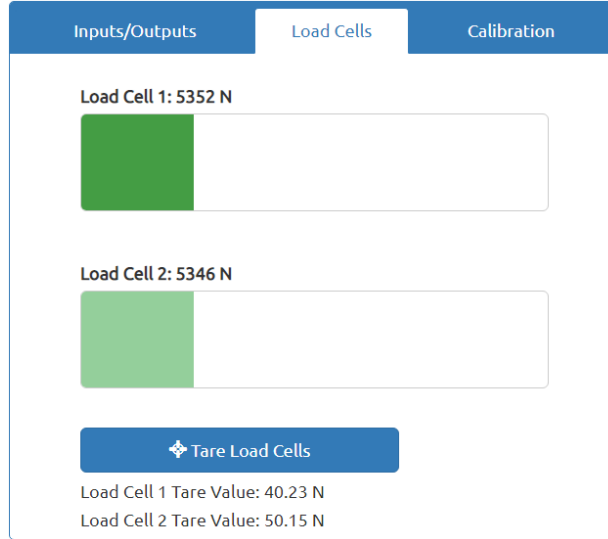 Inputs/Outputs Load Cells Calibration
Load Cell 1: 5352 N
Load Cell 2: 5346 N
Tare Load Cells
Load Cell 1 Tare Value: 40.23 N
Load Cell 2 Tare Value: 50.15 N